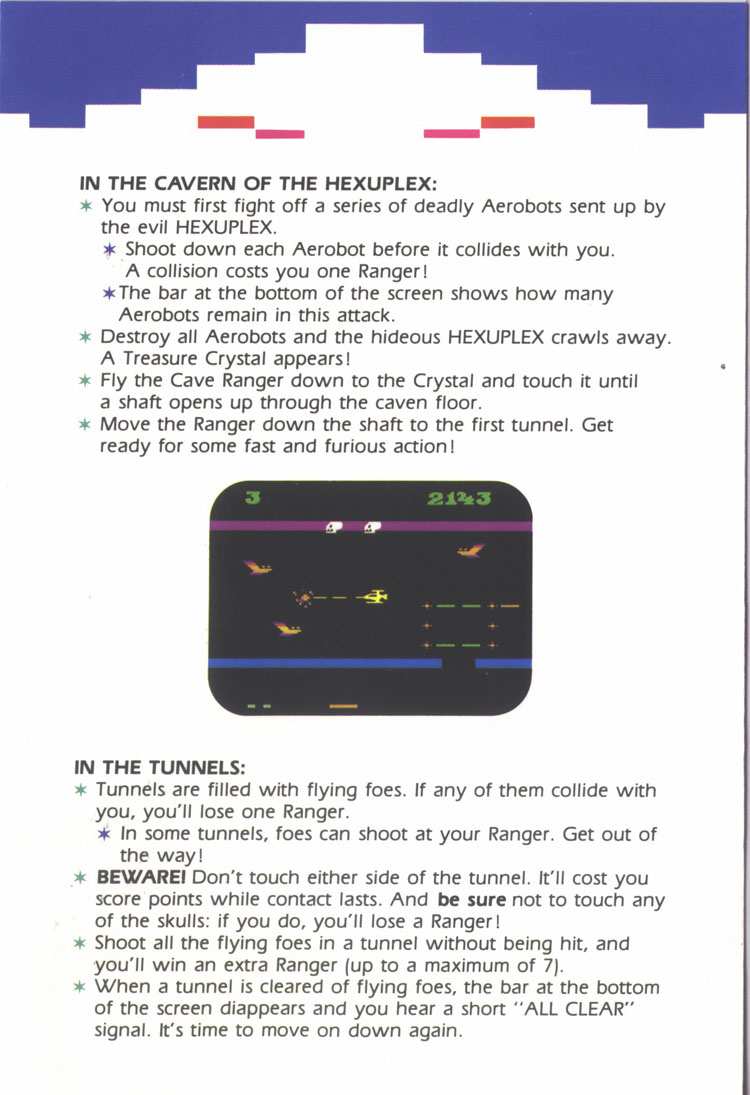 IN THE CAVERN OF THE HEXUPLEX:
* You must first fight off a series of deadly Aerobots sent up by
the evil HEXUPLEX.
* Shoot down each Aerobot before it collides with you.
A collision costs you one Ranger!
* The bar at the bottom of the screen shows how many
Aerobots remain in this attack.
* Destroy all Aerobots and the hideous HEXUPLEX crawls away.
A Treasure Crystal appears!
* Fly the Cave Ranger down to the Crystal and touch it until
a shaft opens up through the caven floor.
* Move the Ranger down the shaft to the first tunnel. Get
ready for some fast and furious action!
3 2143
IN THE TUNNELS:
* Tunnels are filled with flying foes. If any of them collide with
you, you'll lose one Ranger.
* In some tunnels, foes can shoot at your Ranger. Get out of
the way!
* BEWARE! Don't touch either side of the tunnel. It'll cost you
score points while contact lasts. And be sure not to touch any
of the skulls: if you do, you'll lose a Ranger!
* Shoot all the flying foes in a tunnel without being hit, and
you'll win an extra Ranger (up to a maximum of 7).
* When a tunnel is cleared of flying foes, the bar at the bottom
of the screen diappears and you hear a short "ALL CLEAR"
signal. It's time to move on down again.